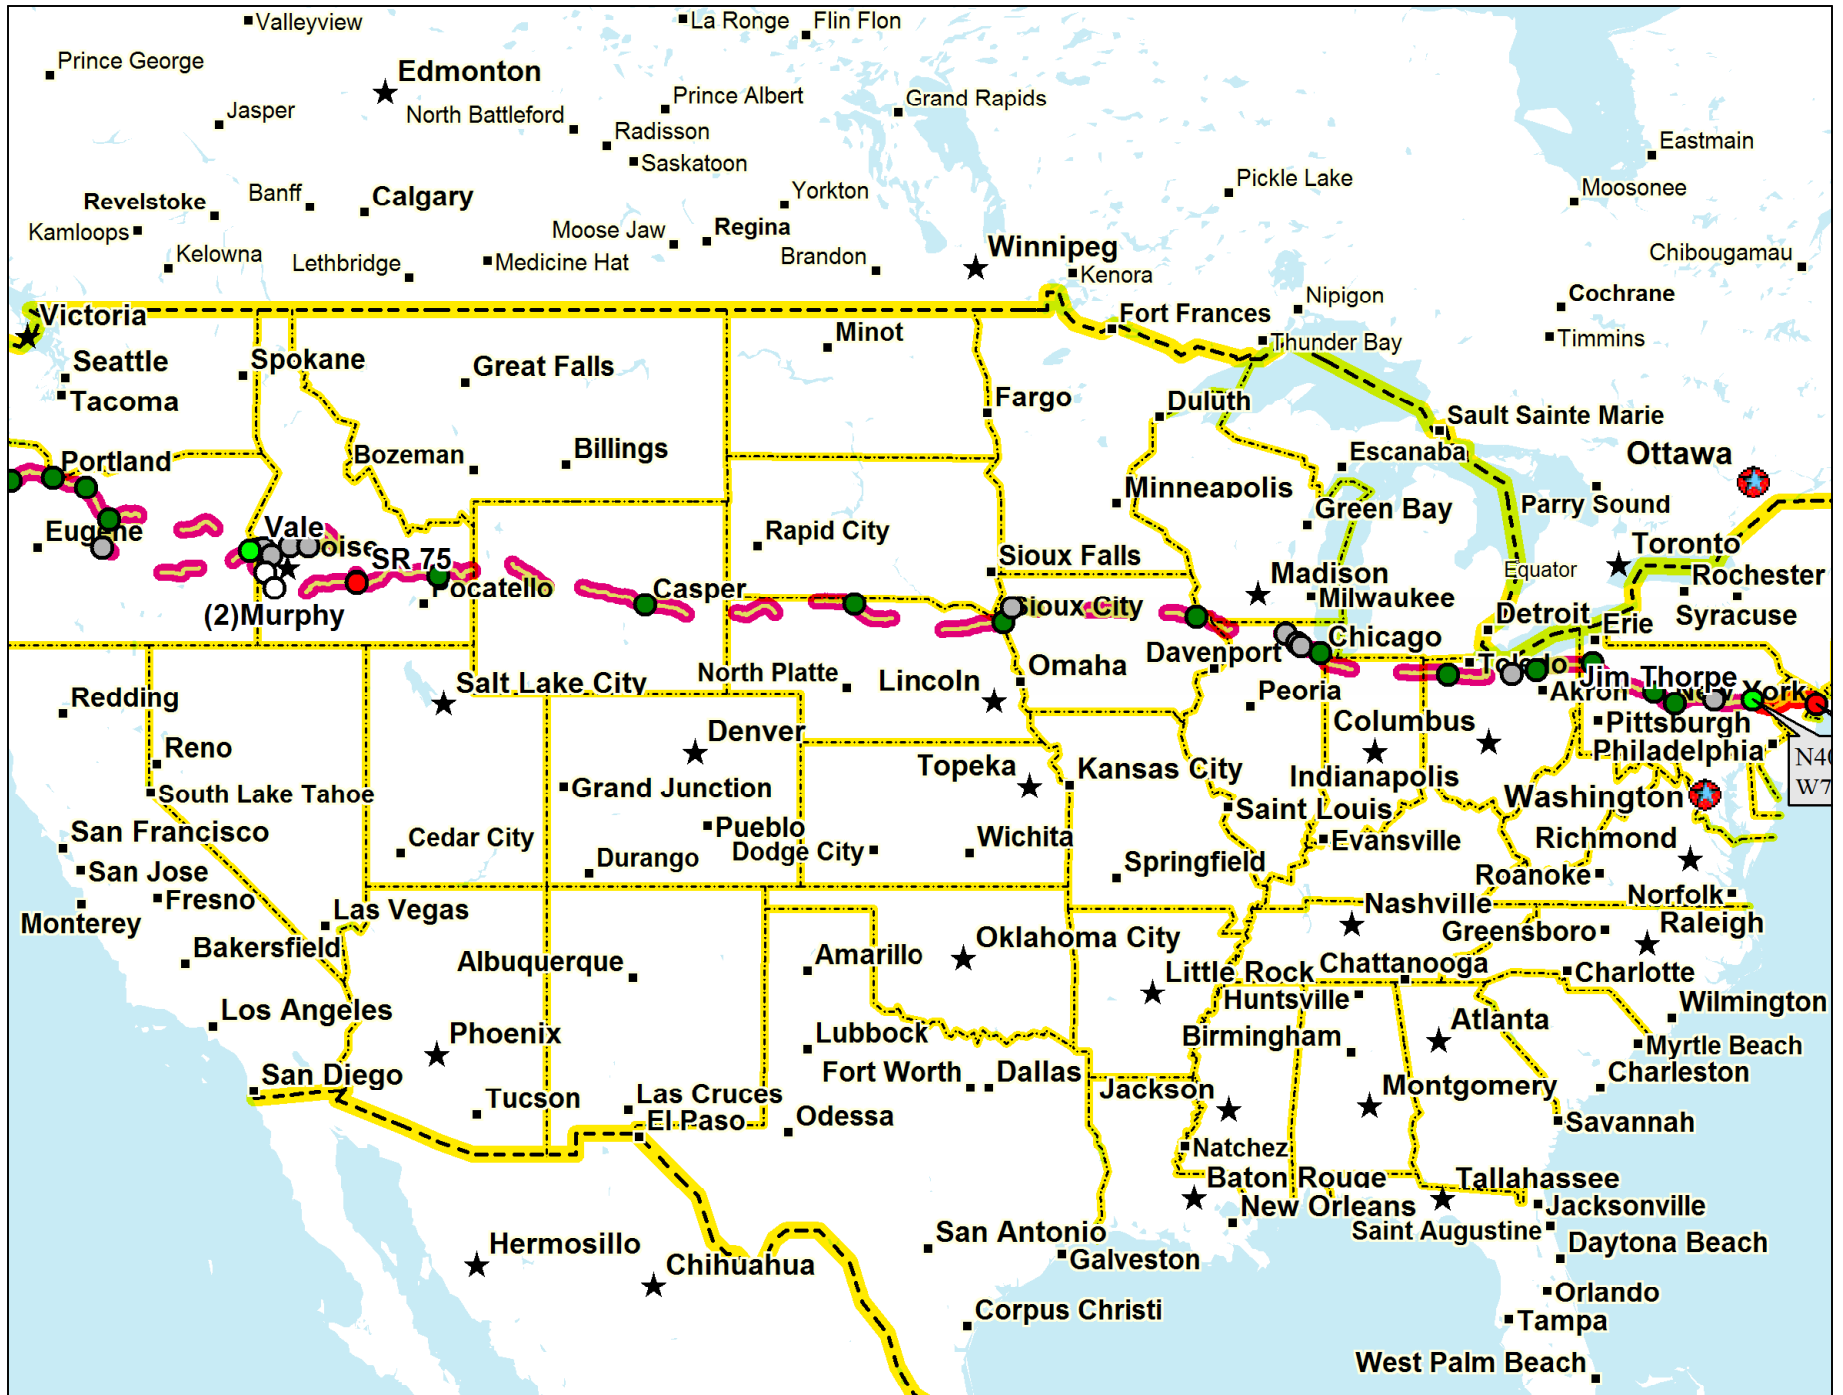 Valleyview
La Ronge
Flin Flon
Prince George
Edmonton
Jasper
North Battleford
Prince Albert
Grand Rapids
Radisson
Saskatoon
Eastmain
Pickle Lake
Moosonee
Revelstoke
Banff
Calgary
Yorkton
Kamloops
Kelowna
Lethbridge
Medicine Hat
Moose Jaw
Regina
Brandon
Winnipeg
Kenora
Chibougamau
Nipigon
Cochrane
Victoria
Fort Frances
Thunder Bay
Timmins
Seattle
Tacoma
Spokane
Great Falls
Minot
Fargo
Duluth
Sault Sainte Marie
Portland
Bozeman
Billings
Escanaba
Ottawa
Minneapolis
Green Bay
Parry Sound
Eugene
Vale
oise
SR 75
Rapid City
Sioux Falls
Toronto
Equator
Rochester
Pocatello
Casper
Madison
Milwaukee
Syracuse
(2)Murphy
Sioux City
Detroit
Erie
Chicago
Davenport
Toledo
Jim Thorpe
Akron
New York
Redding
Salt Lake City
North Platte
Lincoln
Omaha
Peoria
Columbus
Pittsburgh
Philadelphia
Reno
Denver
N40
W7
Topeka
Kansas City
Indianapolis
South Lake Tahoe
Grand Junction
Washington
Saint Louis
San Francisco
Cedar City
Pueblo
Dodge City
Wichita
Evansville
Richmond
San Jose
Durango
Springfield
Roanoke
Fresno
Norfolk
Monterey
Las Vegas
Nashville
Greensboro
Raleigh
Bakersfield
Albuquerque
Amarillo
Oklahoma City
Little Rock
Chattanooga
Charlotte
Los Angeles
Huntsville
Wilmington
Phoenix
Lubbock
Birmingham
Atlanta
Myrtle Beach
San Diego
Fort Worth
Dallas
Jackson
Montgomery
Charleston
Tucson
Las Cruces
El Paso
Odessa
Savannah
Natchez
Baton Rouge
Tallahassee
New Orleans
Jacksonville
Saint Augustine
Hermosillo
Chihuahua
San Antonio
Galveston
Daytona Beach
Orlando
Corpus Christi
Tampa
West Palm Beach